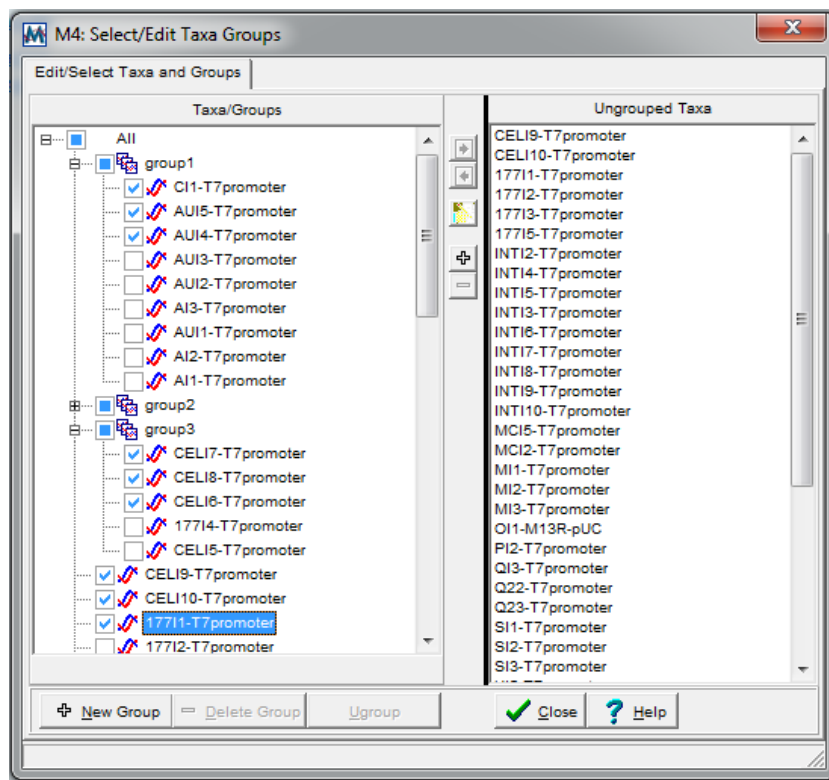 M4: Select/Edit Taxa Groups
Edit/Select Taxa and Groups
Taxa/Groups
All
group1
CI1-T7promoter
AUI5-T7promoter
AUI4-T7promoter
AUI3-T7promoter
AUI2-T7promoter
AI3-T7promoter
AUI1-T7promoter
AI2-T7promoter
AI1-T7promoter
group2
group3
CELI7-T7promoter
CELI8-T7promoter
CELI6-T7promoter
177I4-T7promoter
CELI5-T7promoter
CELI9-T7promoter
CELI10-T7promoter
177I1-T7promoter
177I2-T7promoter
Ungrouped Taxa
CELI9-T7promoter
CELI10-T7promoter
177I1-T7promoter
177I2-T7promoter
177I3-T7promoter
177I5-T7promoter
INTI2-T7promoter
INTI4-T7promoter
INTI5-T7promoter
INTI3-T7promoter
INTI6-T7promoter
INTI7-T7promoter
INTI8-T7promoter
INTI9-T7promoter
INTI10-T7promoter
MCI5-T7promoter
MCI2-T7promoter
MI1-T7promoter
MI2-T7promoter
MI3-T7promoter
OI1-M13R-pUC
PI2-T7promoter
QI3-T7promoter
Q22-T7promoter
Q23-T7promoter
SI1-T7promoter
SI2-T7promoter
SI3-T7promoter
New Group
Delete Group
Ugroup
Close
Help